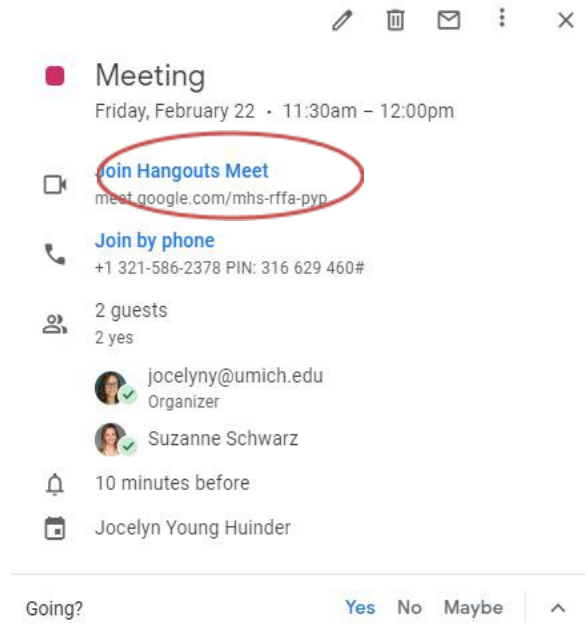 Meeting
Friday, February 22 • 11:30am – 12:00pm
Join Hangouts Meet
meet.google.com/mhs-rffa-pyp
Join by phone
+1 321-586-2378 PIN: 316 629 460#
2 guests
2 yes
jocelyny@umich.edu
Organizer
Suzanne Schwarz
10 minutes before
Jocelyn Young Huinder
Going? Yes No Maybe